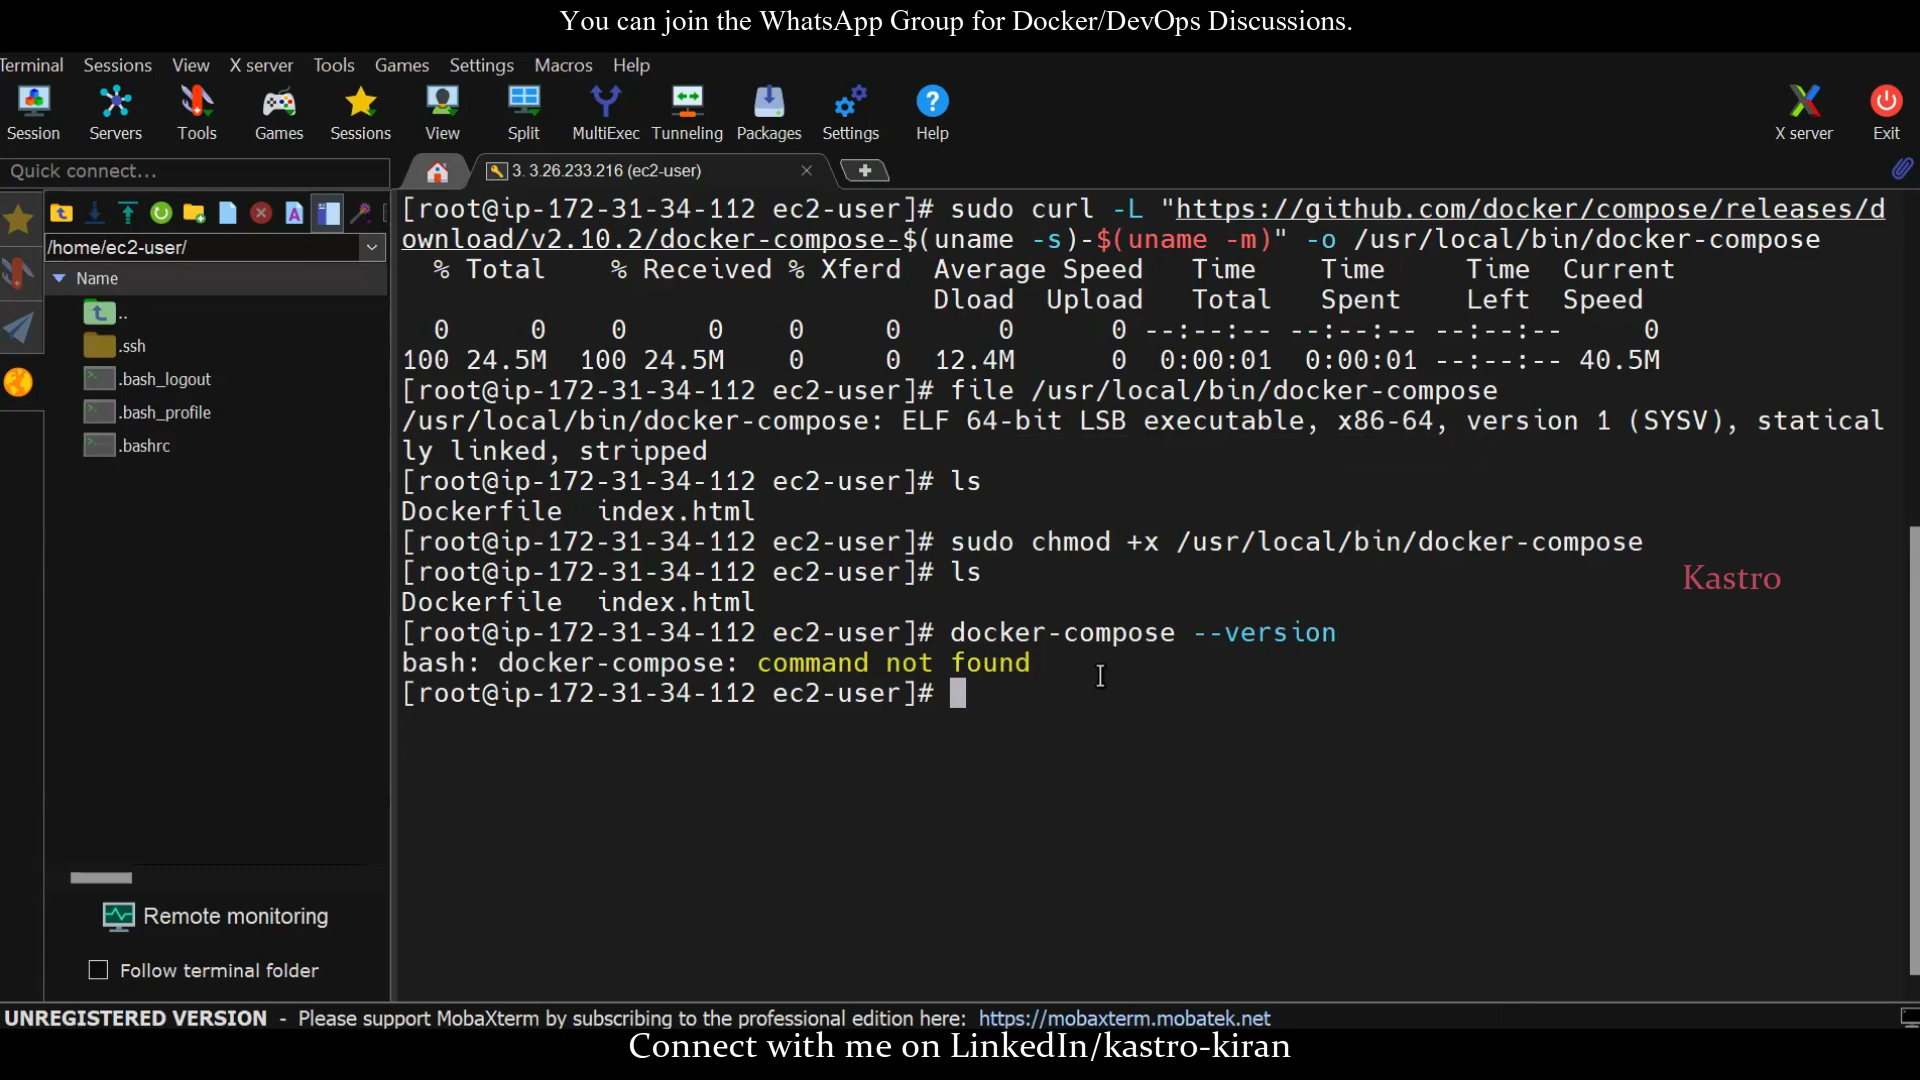 You can join the WhatsApp Group for Docker/DevOps Discussions.
Terminal Sessions View X server Tools Games Settings Macros Help
Session Servers Tools Games Sessions View Split MultiExec Tunneling Packages Settings Help X server Exit
Quick connect...
3. 3.26.233.216 (ec2-user)
/home/ec2-user/
Name
..
.ssh
.bash_logout
.bash_profile
.bashrc
[root@ip-172-31-34-112 ec2-user]# sudo curl -L "https://github.com/docker/compose/releases/d
ownload/v2.10.2/docker-compose-$(uname -s)-$(uname -m)" -o /usr/local/bin/docker-compose
% Total % Received % Xferd Average Speed Time Time Time Current
Dload Upload Total Spent Left Speed
0 0 0 0 0 0 0 0 --:--:-- --:--:-- --:--:-- 0
100 24.5M 100 24.5M 0 0 12.4M 0 0:00:01 0:00:01 --:--:-- 40.5M
[root@ip-172-31-34-112 ec2-user]# file /usr/local/bin/docker-compose
/usr/local/bin/docker-compose: ELF 64-bit LSB executable, x86-64, version 1 (SYSV), statical
ly linked, stripped
[root@ip-172-31-34-112 ec2-user]# ls
Dockerfile index.html
[root@ip-172-31-34-112 ec2-user]# sudo chmod +x /usr/local/bin/docker-compose
[root@ip-172-31-34-112 ec2-user]# ls
Dockerfile index.html
[root@ip-172-31-34-112 ec2-user]# docker-compose --version
bash: docker-compose: command not found
[root@ip-172-31-34-112 ec2-user]#
Kastro
Remote monitoring
Follow terminal folder
UNREGISTERED VERSION - Please support MobaXterm by subscribing to the professional edition here: https://mobaxterm.mobatek.net
Connect with me on LinkedIn/kastro-kiran